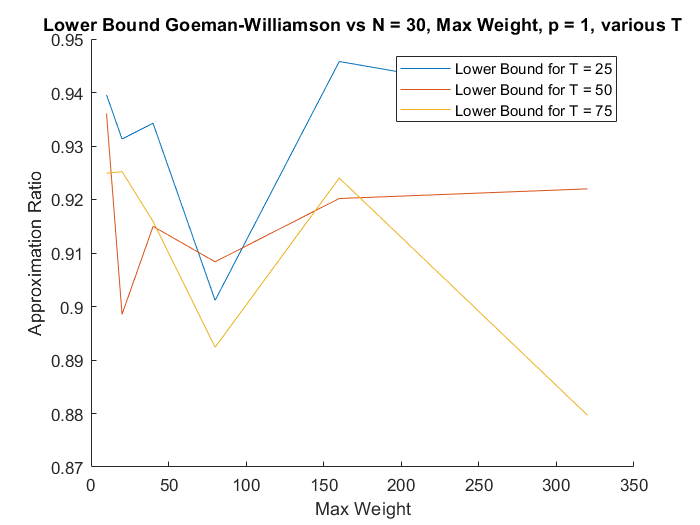 Lower Bound Goeman-Williamson vs N = 30, Max Weight, p = 1, various T
0.95
0.94
0.93
0.92
0.91
0.9
0.89
0.88
0.87
Approximation Ratio
Lower Bound for T = 25
Lower Bound for T = 50
Lower Bound for T = 75
0 50 100 150 200 250 300 350
Max Weight